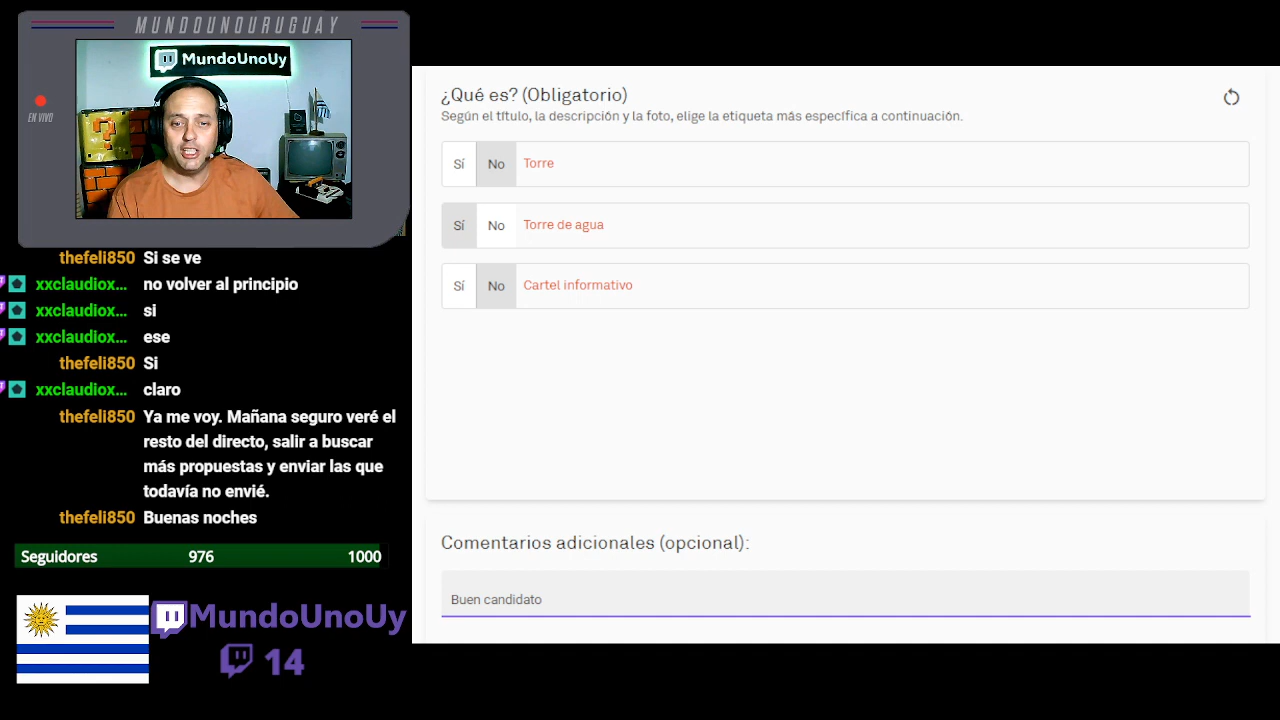 MUNDOUNOURUGUAY
MundoUnoUy
EN VIVO
thefeli850 Si se ve
xxclaudiox... no volver al principio
xxclaudiox... si
xxclaudiox... ese
thefeli850 Si
xxclaudiox... claro
thefeli850 Ya me voy. Mañana seguro veré el
resto del directo, salir a buscar
más propuestas y enviar las que
todavía no envié.
thefeli850 Buenas noches
Seguidores 976 1000
MundoUnoUy
14
¿Qué es? (Obligatorio)
Según el título, la descripción y la foto, elige la etiqueta más específica a continuación.
Sí No Torre
Sí No Torre de agua
Sí No Cartel informativo
Comentarios adicionales (opcional):
Buen candidato